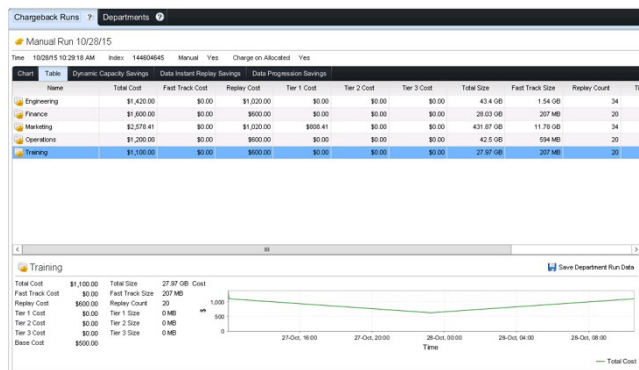 Chargeback Runs ? Departments ?
Manual Run 10/28/15
Time 10/28/15 10:29:18 AM Index 144604645 Manual Yes Charge on Allocated Yes
Chart Table Dynamic Capacity Savings Data Instant Replay Savings Data Progression Savings
Name Total Cost Fast Track Cost Replay Cost Tier 1 Cost Tier 2 Cost Tier 3 Cost Total Size Fast Track Size Replay Count
Engineering $1,420.00 $0.00 $1,020.00 $0.00 $0.00 $0.00 43.4 GB 1.54 GB 34
Finance $1,600.00 $0.00 $600.00 $0.00 $0.00 $0.00 28.03 GB 207 MB 20
Marketing $2,578.41 $0.00 $1,020.00 $808.41 $0.00 $0.00 431.87 GB 11.78 GB 34
Operations $1,200.00 $0.00 $600.00 $0.00 $0.00 $0.00 42.5 GB 594 MB 20
Training $1,100.00 $0.00 $600.00 $0.00 $0.00 $0.00 27.97 GB 207 MB 20
Training Save Department Run Data
Total Cost $1,100.00 Total Size 27.97 GB Cost
Fast Track Cost $0.00 Fast Track Size 207 MB
Replay Cost $600.00 Replay Count 20
Tier 1 Cost $0.00 Tier 1 Size 0 MB
Tier 2 Cost $0.00 Tier 2 Size 0 MB
Tier 3 Cost $0.00 Tier 3 Size 0 MB
Base Cost $500.00
1,000
500
0
27-Oct, 16:00 27-Oct, 20:00 28-Oct, 00:00 28-Oct, 04:00 28-Oct, 08:00
Time
Total Cost